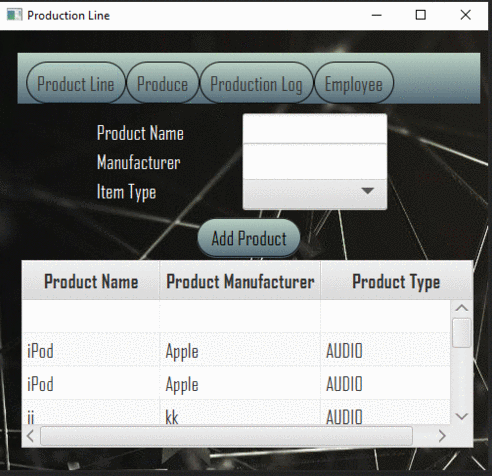 Production Line
Product Line Produce Production Log Employee
Product Name
Manufacturer
Item Type
Add Product
Product Name Product Manufacturer Product Type
iPod Apple AUDIO
iPod Apple AUDIO
ii kk AUDIO